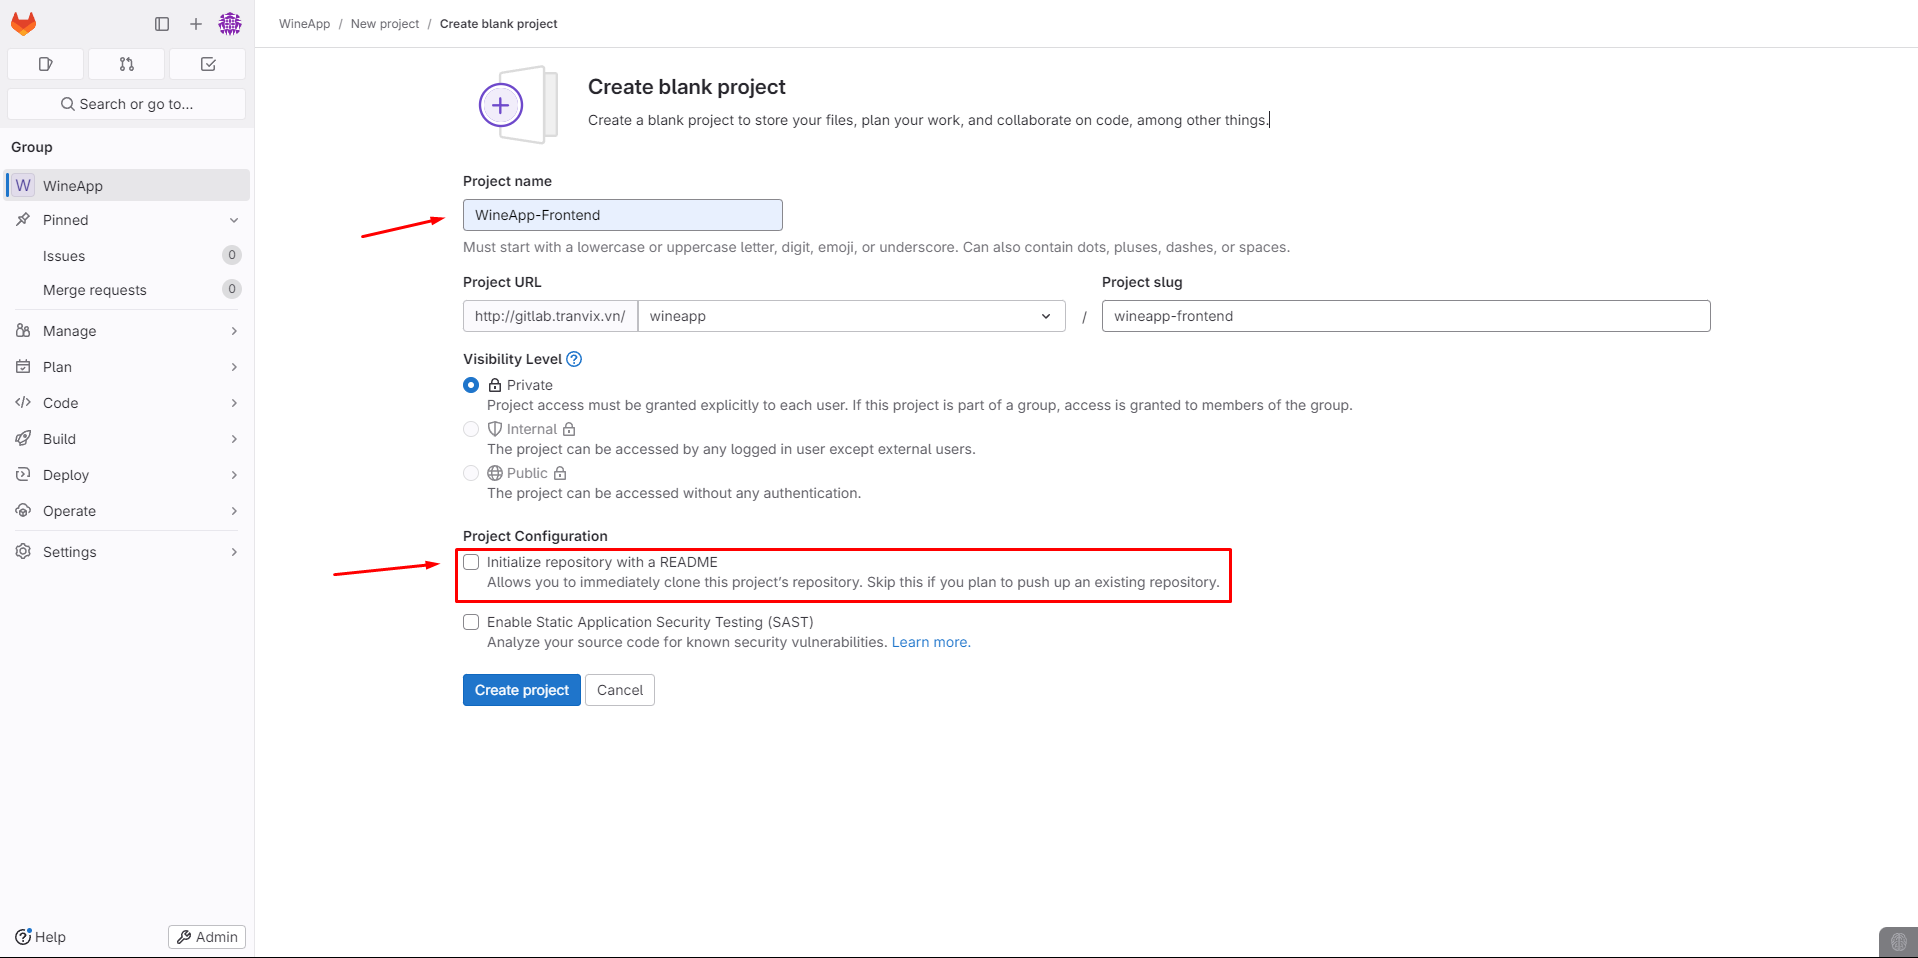 WineApp / New project / Create blank project
Search or go to...
Group
W WineApp
Pinned
Issues 0
Merge requests 0
Manage
Plan
Code
Build
Deploy
Operate
Settings
Help
Admin
Create blank project
Create a blank project to store your files, plan your work, and collaborate on code, among other things.
Project name
WineApp-Frontend
Must start with a lowercase or uppercase letter, digit, emoji, or underscore. Can also contain dots, pluses, dashes, or spaces.
Project URL
http://gitlab.tranvix.vn/ wineapp /
Project slug
wineapp-frontend
Visibility Level ?
Private
Project access must be granted explicitly to each user. If this project is part of a group, access is granted to members of the group.
Internal
The project can be accessed by any logged in user except external users.
Public
The project can be accessed without any authentication.
Project Configuration
Initialize repository with a README
Allows you to immediately clone this project's repository. Skip this if you plan to push up an existing repository.
Enable Static Application Security Testing (SAST)
Analyze your source code for known security vulnerabilities. Learn more.
Create project
Cancel